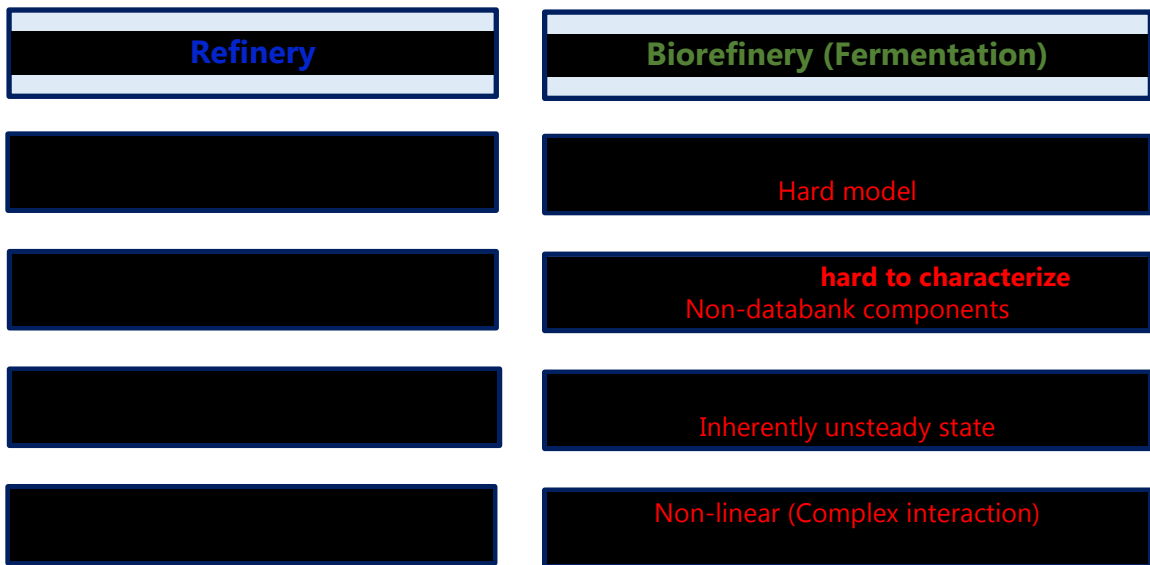 Refinery
Biorefinery (Fermentation)
Hard model
hard to characterize
Non-databank components
Inherently unsteady state
Non-linear (Complex interaction)